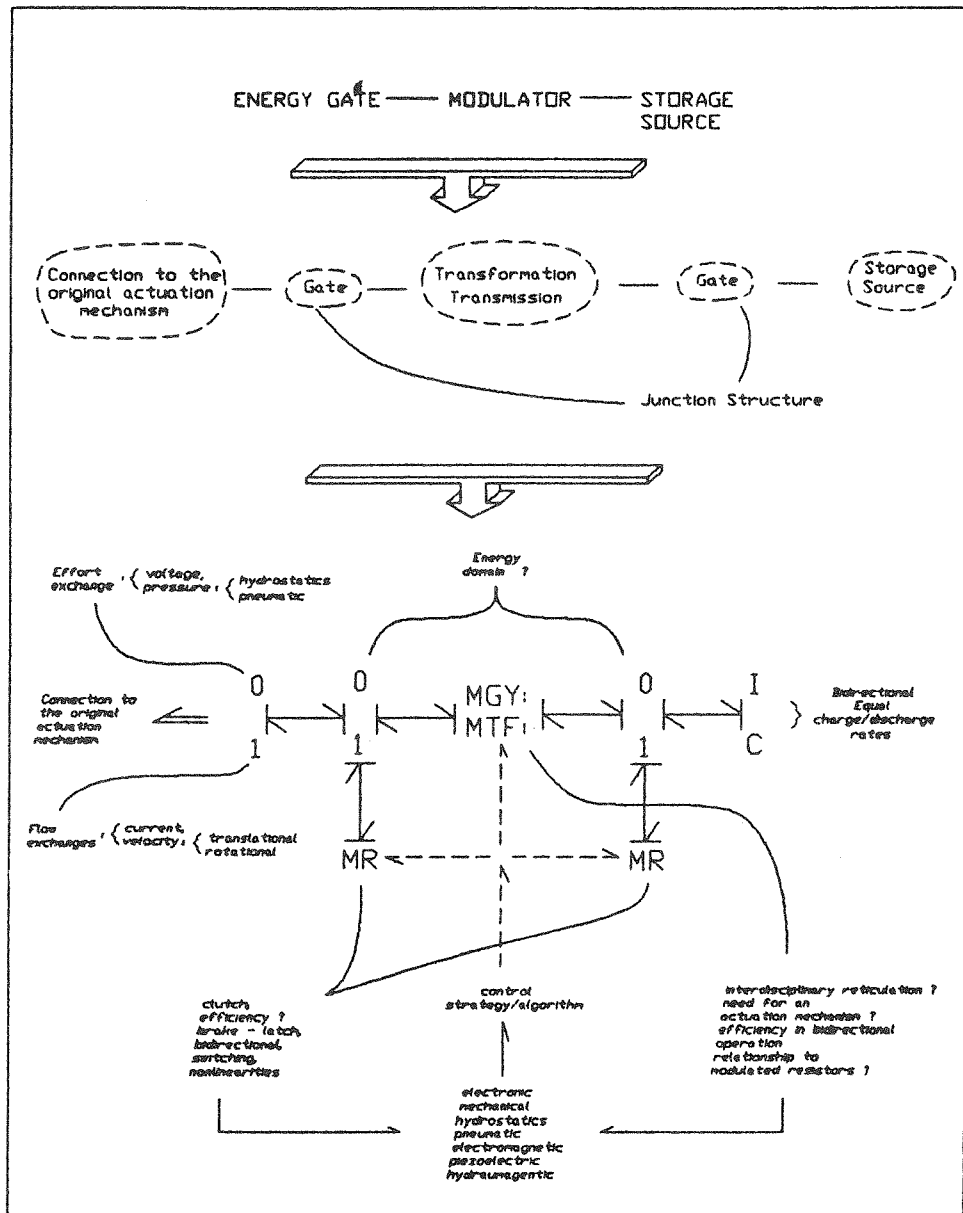 ENERGY GATE — MODULATOR — STORAGE
SOURCE
Connection to the
original actuation
mechanism
Gate
Transformation
Transmission
Gate
Storage
Source
Junction Structure
Energy
domain ?
Effort
exchange : { voltage,
pressure : { hydrostatics
pneumatic
0
0
0
I
Connection to
the original
actuation
mechanism
MGY:
MTF:
Bidirectional
Equal
charge/discharge
rates
1
1
1
C
Flow
exchanges : { current,
velocity : { translational
rotational
MR
MR
clutch,
efficiency ?
brake - latch,
bidirectional,
switching,
nonlinearities
control
strategy/algorithm
interdisciplinary reticulation ?
need for an
actuation mechanism ?
efficiency in bidirectional
operation
relationship to
modulated resistors ?
electronic
mechanical
hydrostatics
pneumatic
electromagnetic
piezoelectric
hydraumagentic